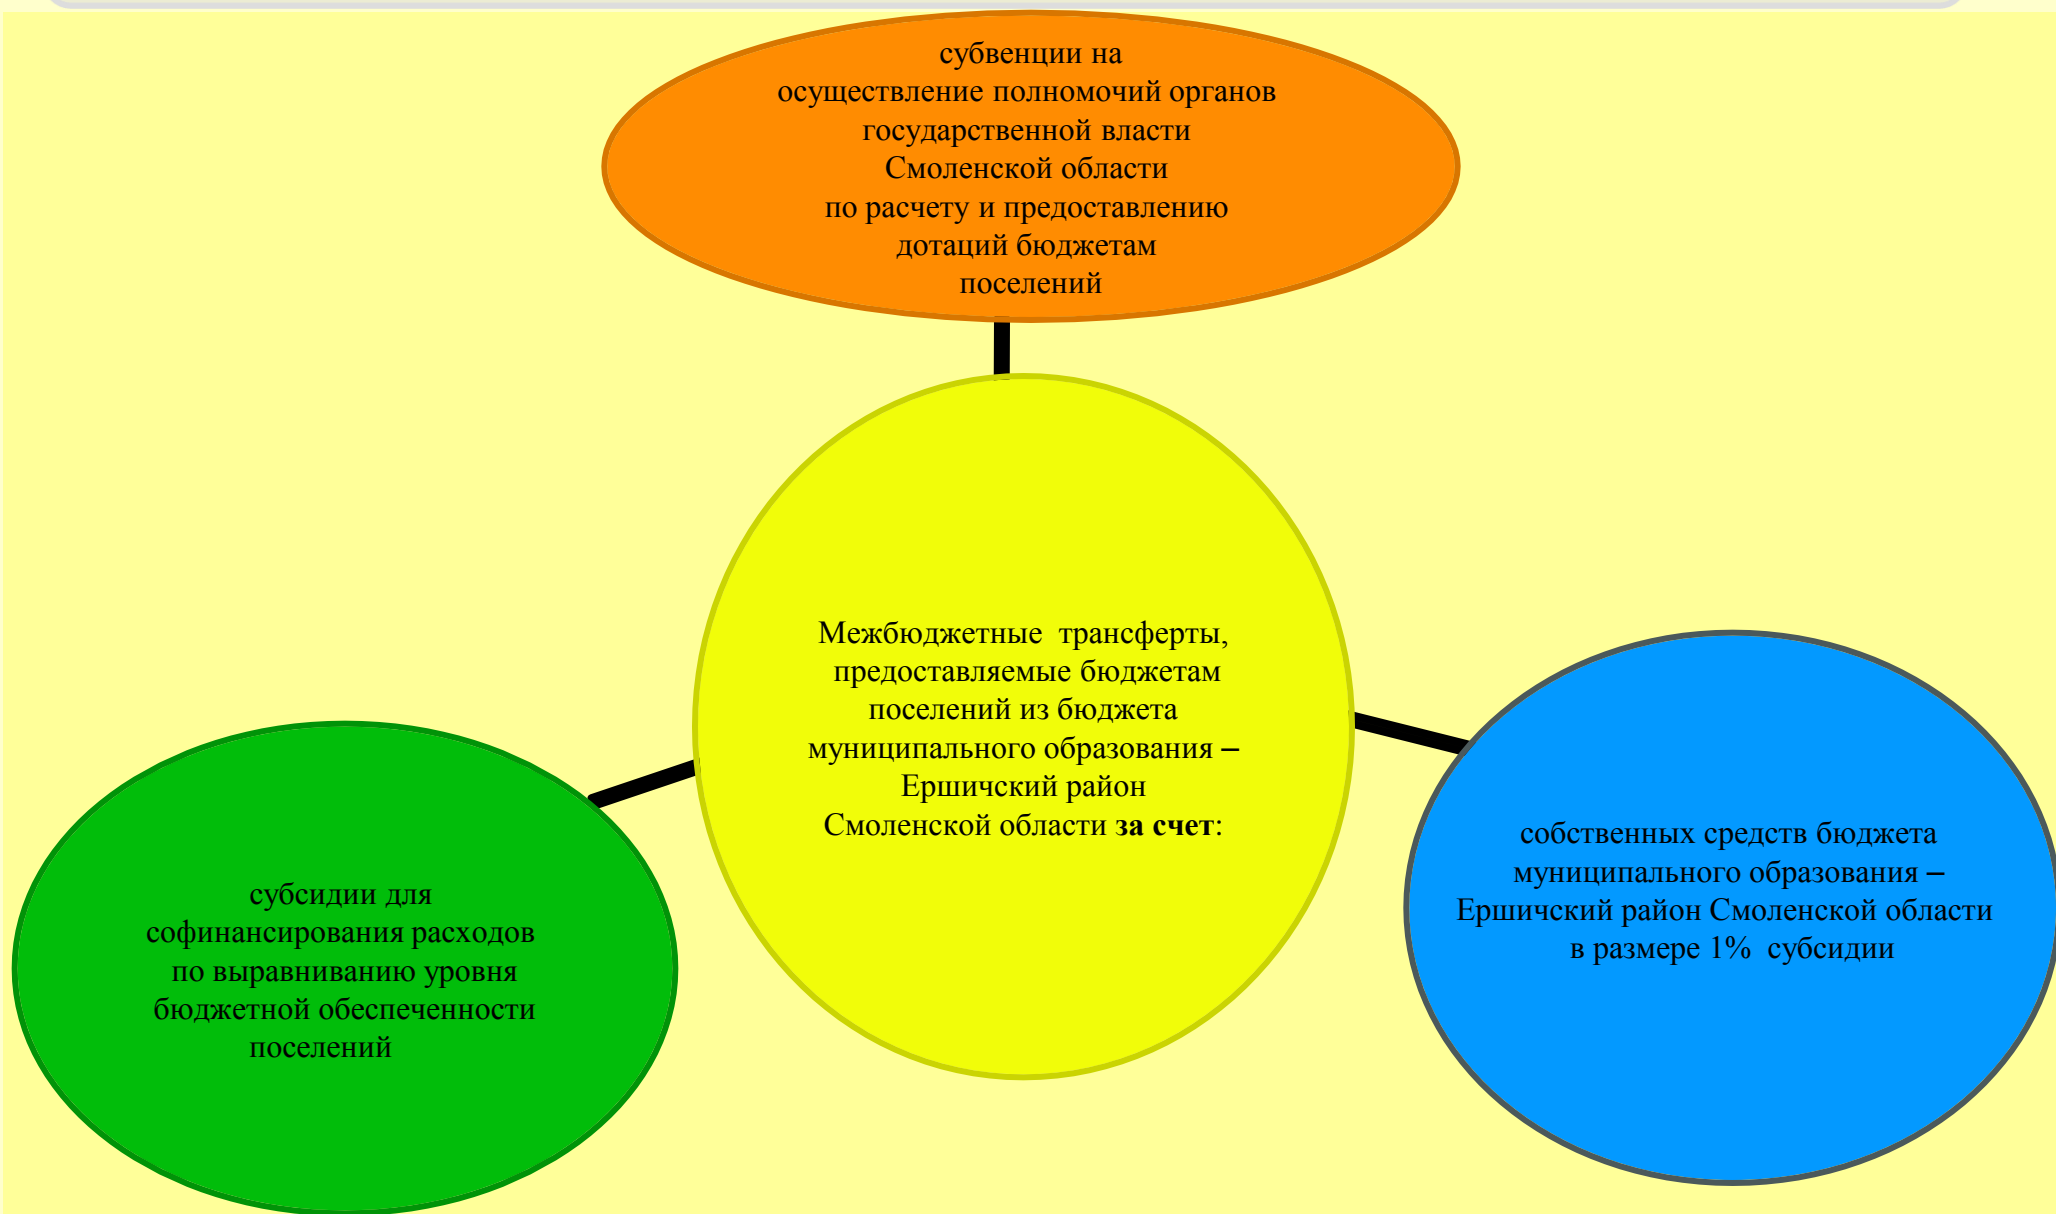 субвенции на
осуществление полномочий органов
государственной власти
Смоленской области
по расчету и предоставлению
дотаций бюджетам
поселений
Межбюджетные трансферты,
предоставляемые бюджетам
поселений из бюджета
муниципального образования –
Ершичский район
Смоленской области за счет:
субсидии для
софинансирования расходов
по выравниванию уровня
бюджетной обеспеченности
поселений
собственных средств бюджета
муниципального образования –
Ершичский район Смоленской области
в размере 1% субсидии